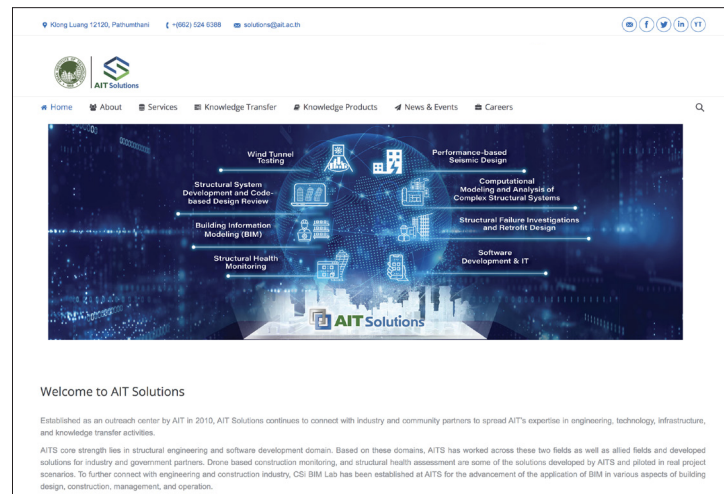 Klong Luang 12120, Pathumthani +(662) 524 6388 solutions@ait.ac.th
YT
AIT Solutions
Home About Services Knowledge Transfer Knowledge Products News & Events Careers
Wind Tunnel
Testing
Performance-based
Seismic Design
Structural System
Development and Code-
based Design Review
Computational
Modeling and Analysis of
Complex Structural Systems
Building Information
Modeling (BIM)
Structural Failure Investigations
and Retrofit Design
Structural Health
Monitoring
Software
Development & IT
AIT Solutions
Welcome to AIT Solutions
Established as an outreach center by AIT in 2010, AIT Solutions continues to connect with industry and community partners to spread AIT's expertise in engineering, technology, infrastructure,
and knowledge transfer activities.
AITS core strength lies in structural engineering and software development domain. Based on these domains, AITS has worked across these two fields as well as allied fields and developed
solutions for industry and government partners. Drone based construction monitoring, and structural health assessment are some of the solutions developed by AITS and piloted in real project
scenarios. To further connect with engineering and construction industry, CSi BIM Lab has been established at AITS for the advancement of the application of BIM in various aspects of building
design, construction, management, and operation.